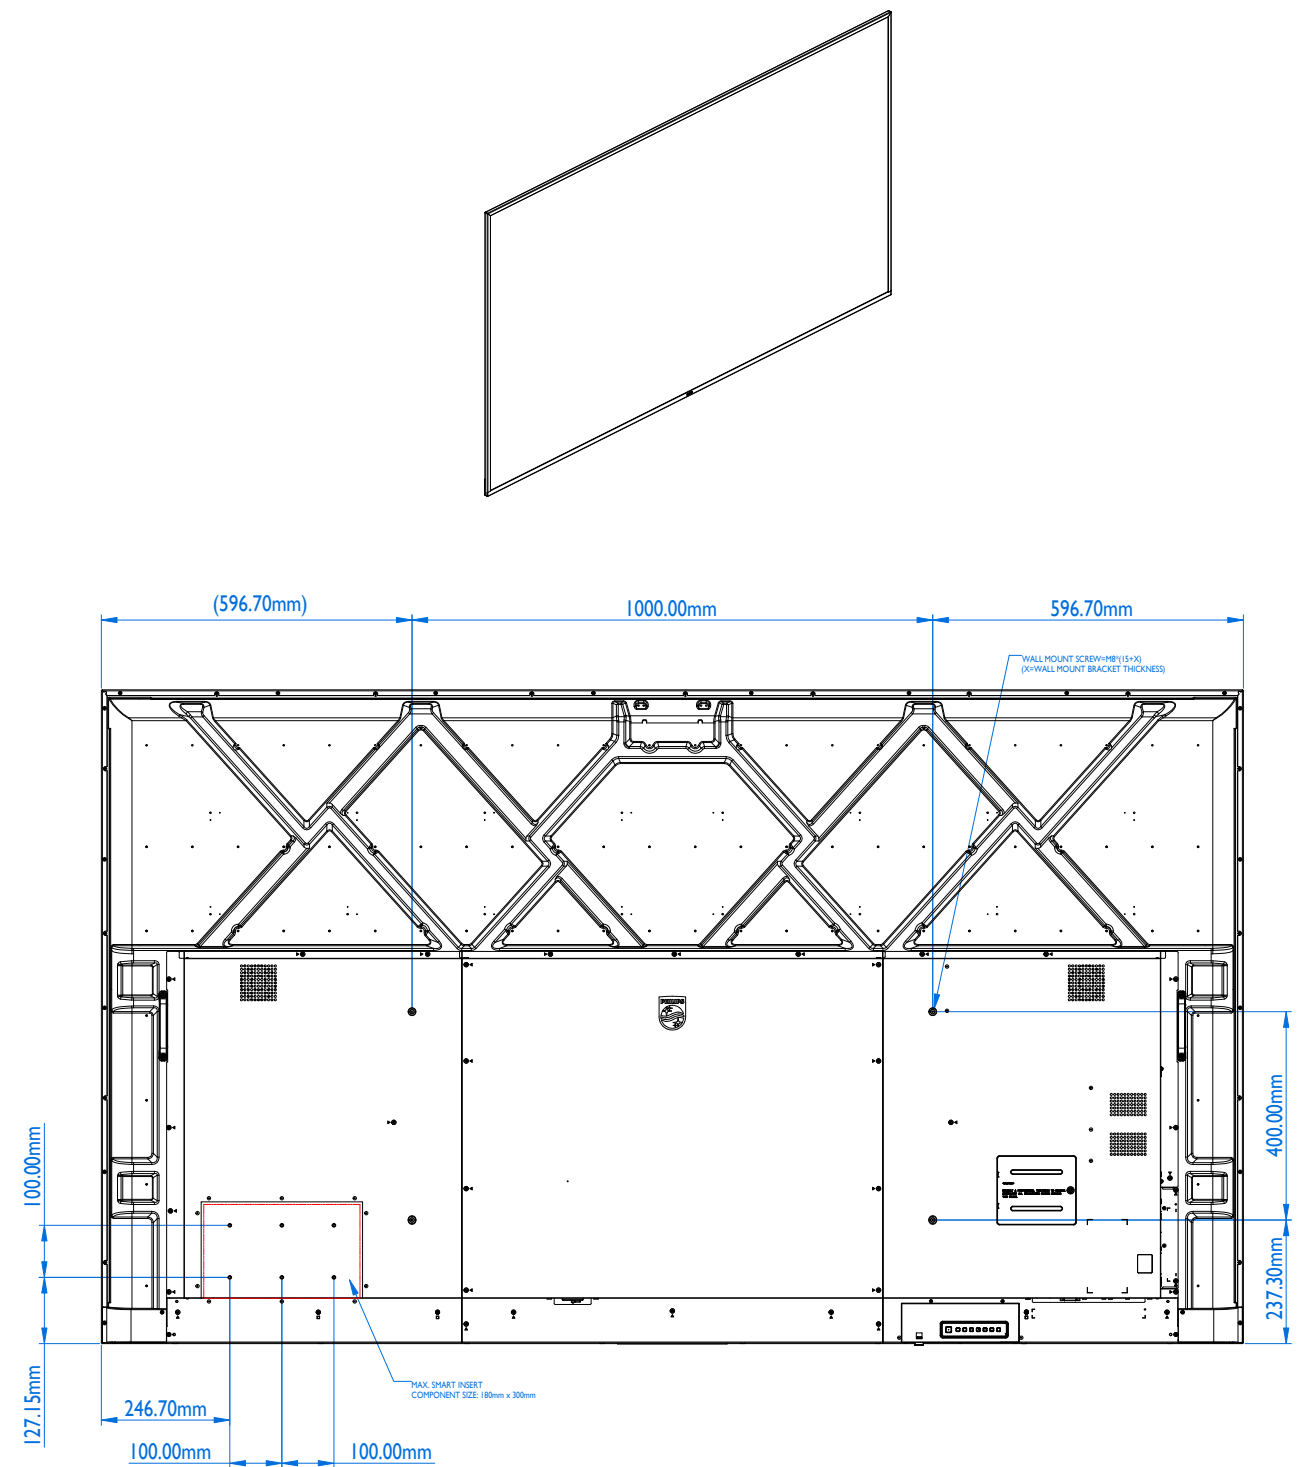 (596.70mm)
1000.00mm
596.70mm
WALL MOUNT SCREW=M8*(15+X)
(X=WALL MOUNT BRACKET THICKNESS)
PHILIPS
100.00mm
400.00mm
237.30mm
127.15mm
MAX. SMART INSERT
COMPONENT SIZE: 180mm x 300mm
246.70mm
100.00mm
100.00mm